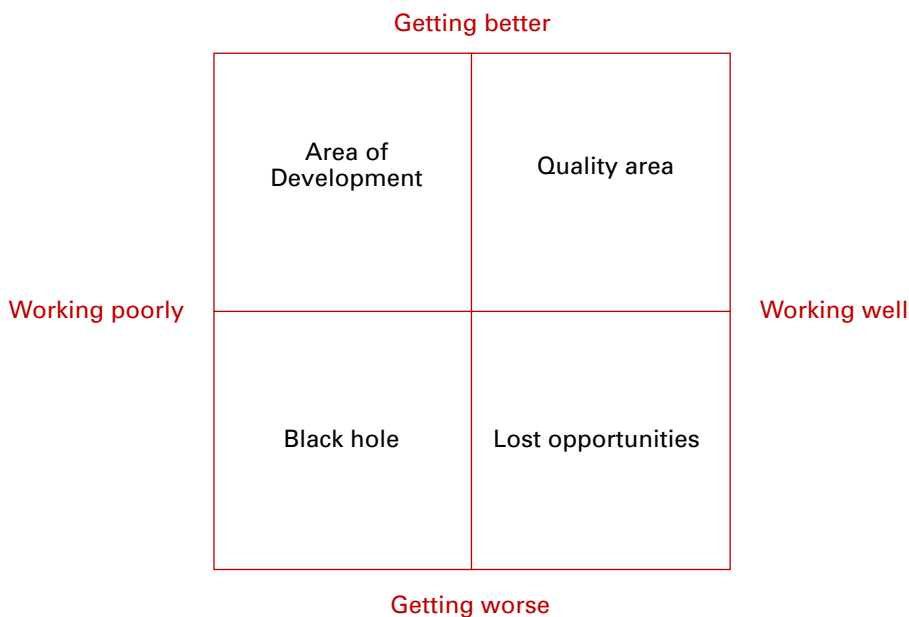 Getting better
Area of
Development
Quality area
Working poorly
Working well
Black hole
Lost opportunities
Getting worse